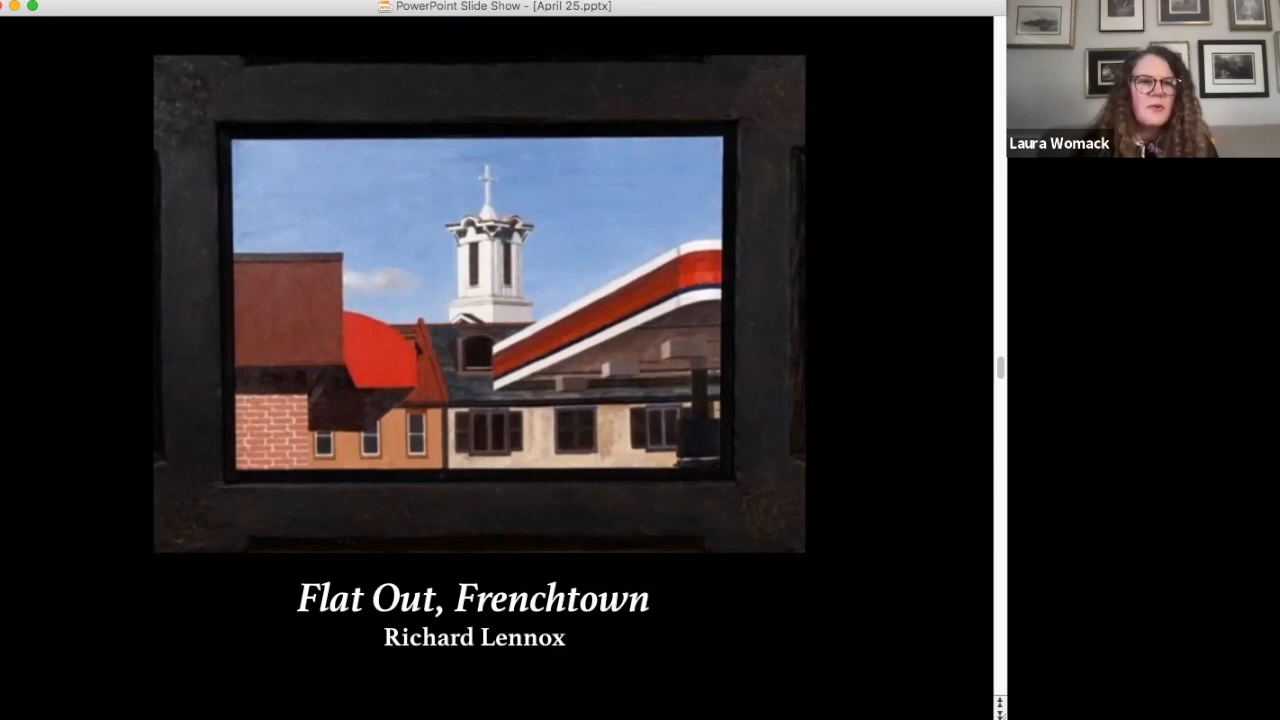 PowerPoint Slide Show - [April 25.pptx]
Laura Womack
Flat Out, Frenchtown
Richard Lennox